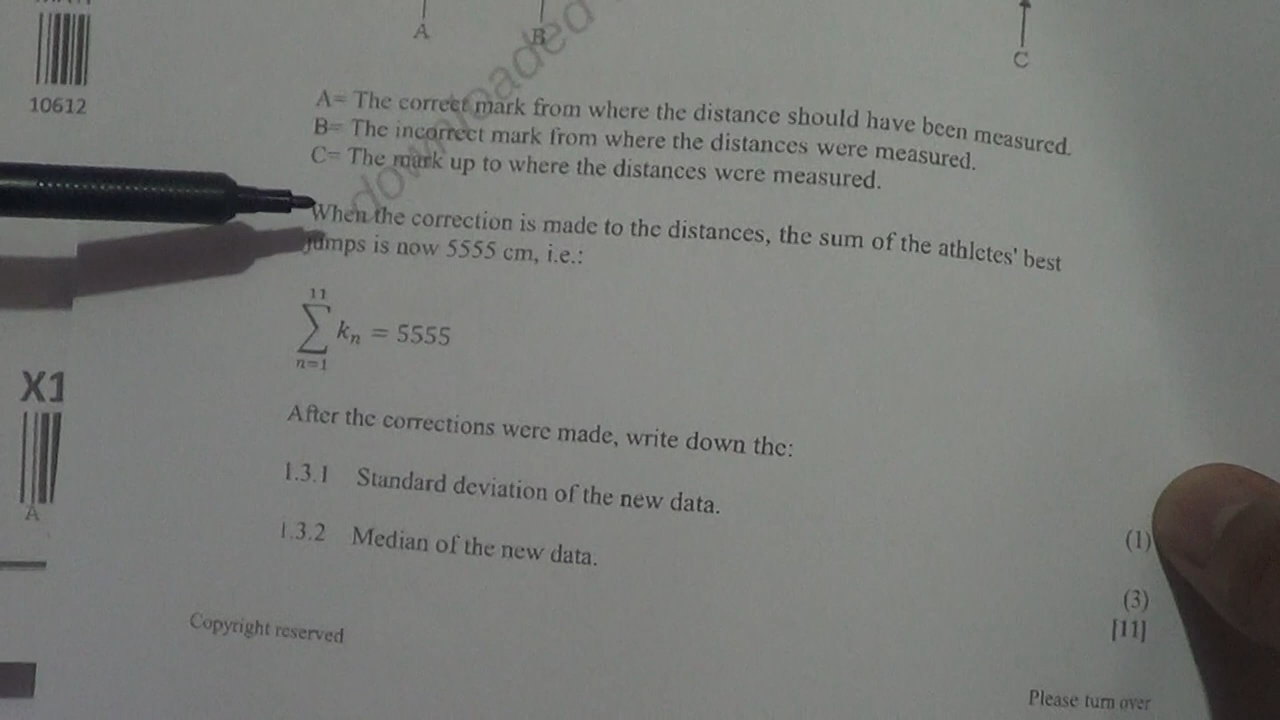 A
B
C
10612
downloaded
A= The correct mark from where the distance should have been measured.
B= The incorrect mark from where the distances were measured.
C= The mark up to where the distances were measured.
When the correction is made to the distances, the sum of the athletes' best
jumps is now 5555 cm, i.e.:
11
∑ kₙ = 5555
n=1
X1
After the corrections were made, write down the:
1.3.1 Standard deviation of the new data.
A
(1)
1.3.2 Median of the new data.
(3)
[11]
Copyright reserved
Please turn over